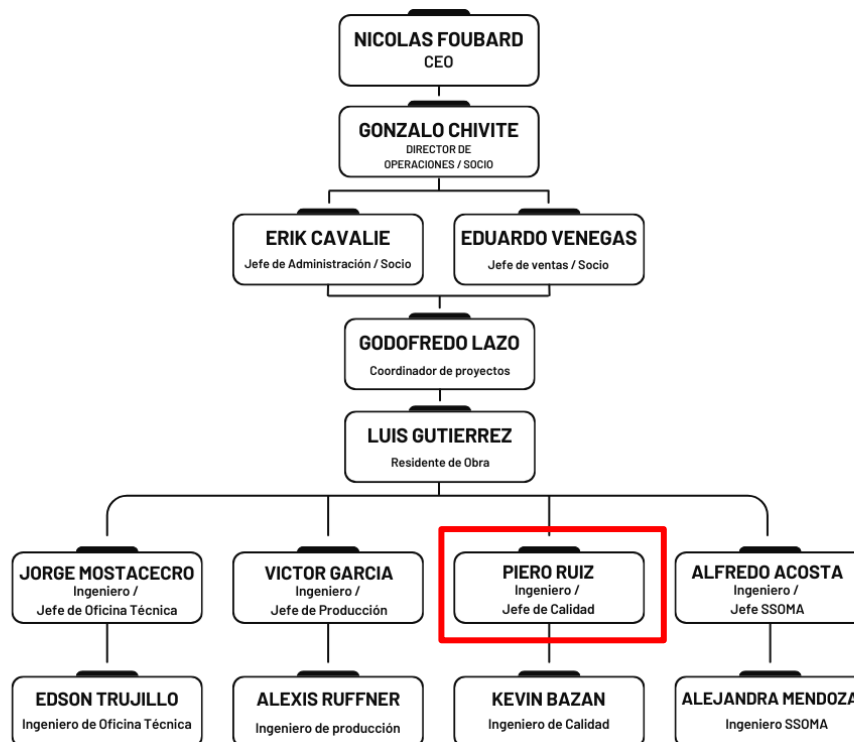 NICOLAS FOUBARD
CEO
GONZALO CHIVITE
DIRECTOR DE
OPERACIONES / SOCIO
ERIK CAVALIE
Jefe de Administración / Socio
EDUARDO VENEGAS
Jefe de ventas / Socio
GODOFREDO LAZO
Coordinador de proyectos
LUIS GUTIERREZ
Residente de Obra
JORGE MOSTACECRO
Ingeniero /
Jefe de Oficina Técnica
VICTOR GARCIA
Ingeniero /
Jefe de Producción
PIERO RUIZ
Ingeniero /
Jefe de Calidad
ALFREDO ACOSTA
Ingeniero /
Jefe SSOMA
EDSON TRUJILLO
Ingeniero de Oficina Técnica
ALEXIS RUFFNER
Ingeniero de producción
KEVIN BAZAN
Ingeniero de Calidad
ALEJANDRA MENDOZA
Ingeniero SSOMA